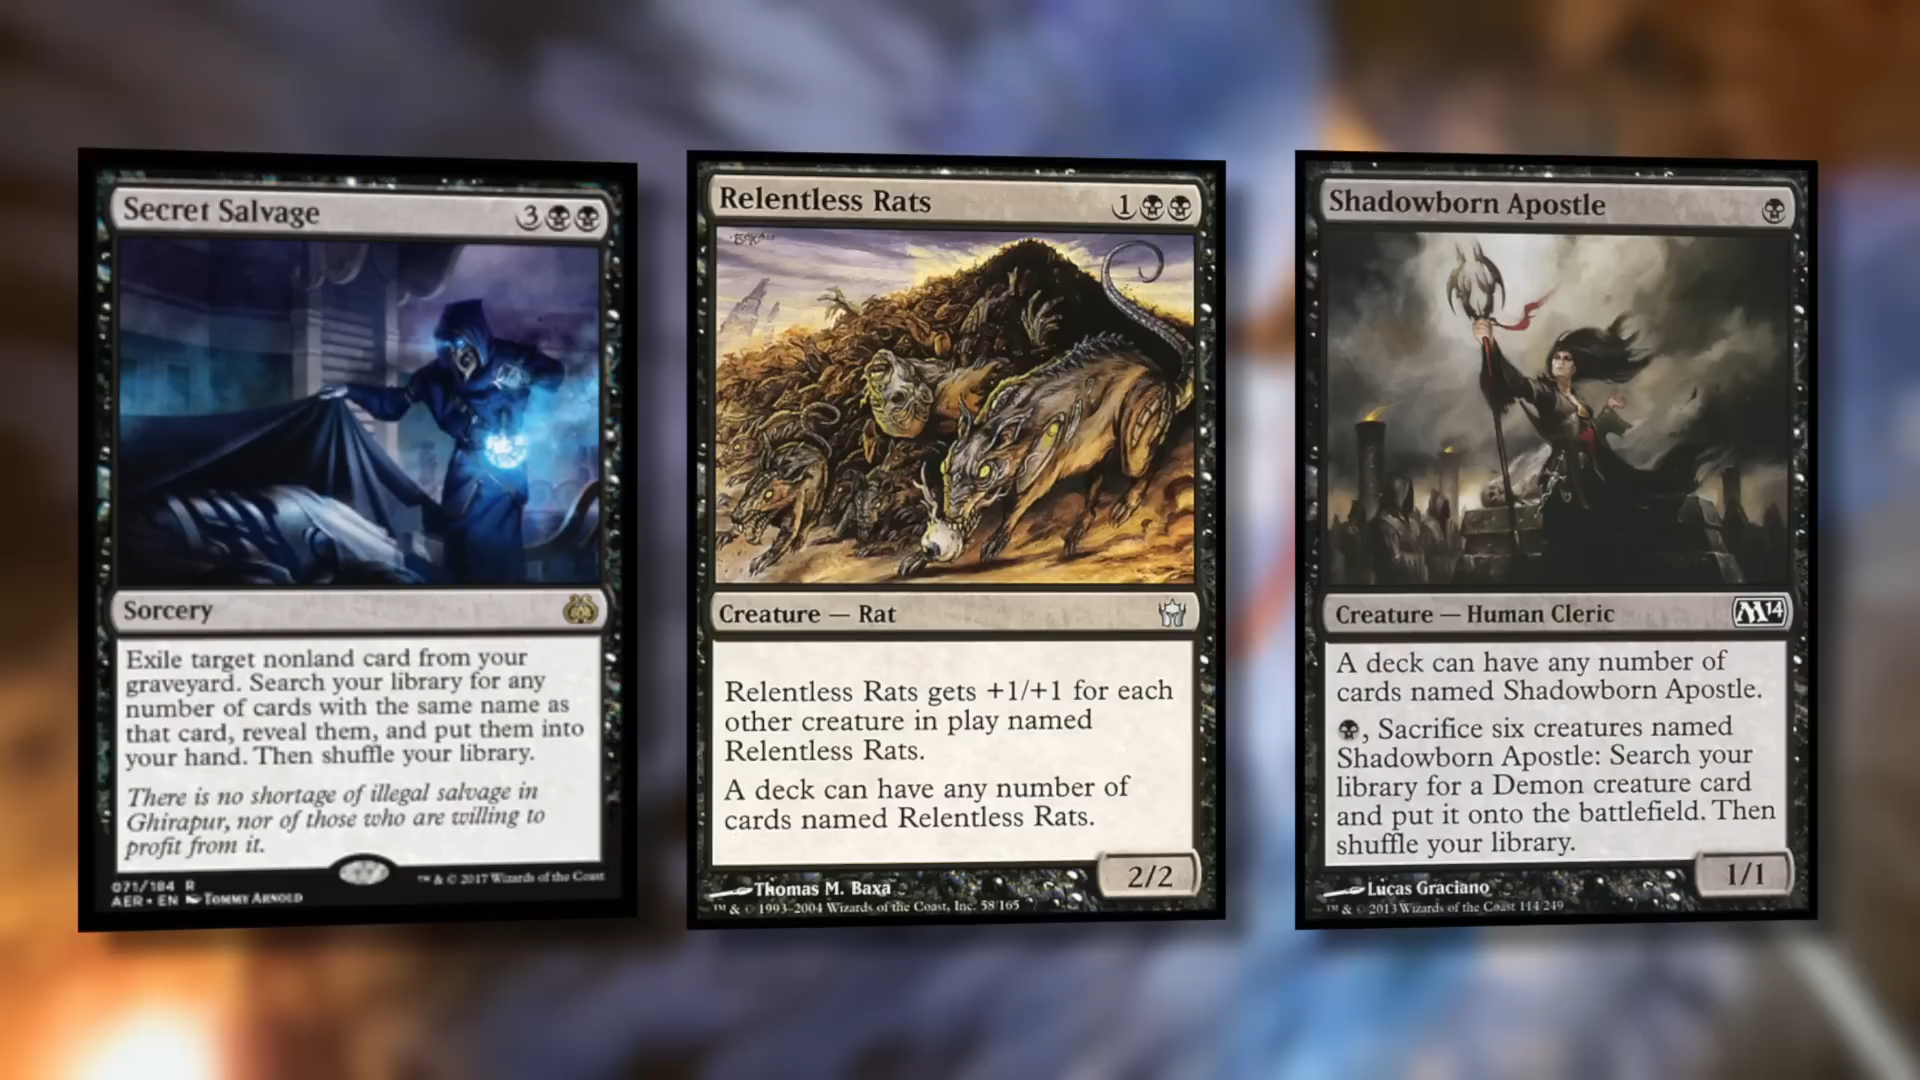 Secret Salvage
3
Sorcery
Exile target nonland card from your
graveyard. Search your library for any
number of cards with the same name as
that card, reveal them, and put them into
your hand. Then shuffle your library.
There is no shortage of illegal salvage in
Ghirapur, nor of those who are willing to
profit from it.
071/184 R
AER • EN TOMMY ARNOLD
™ & © 2017 Wizards of the Coast
Relentless Rats
1
Creature — Rat
Relentless Rats gets +1/+1 for each
other creature in play named
Relentless Rats.
A deck can have any number of
cards named Relentless Rats.
2/2
Thomas M. Baxa
™ & © 1993–2004 Wizards of the Coast, Inc. 58/165
Shadowborn Apostle
Creature — Human Cleric
M14
A deck can have any number of
cards named Shadowborn Apostle.
, Sacrifice six creatures named
Shadowborn Apostle: Search your
library for a Demon creature card
and put it onto the battlefield. Then
shuffle your library.
1/1
Lucas Graciano
™ & © 2013 Wizards of the Coast 114/249